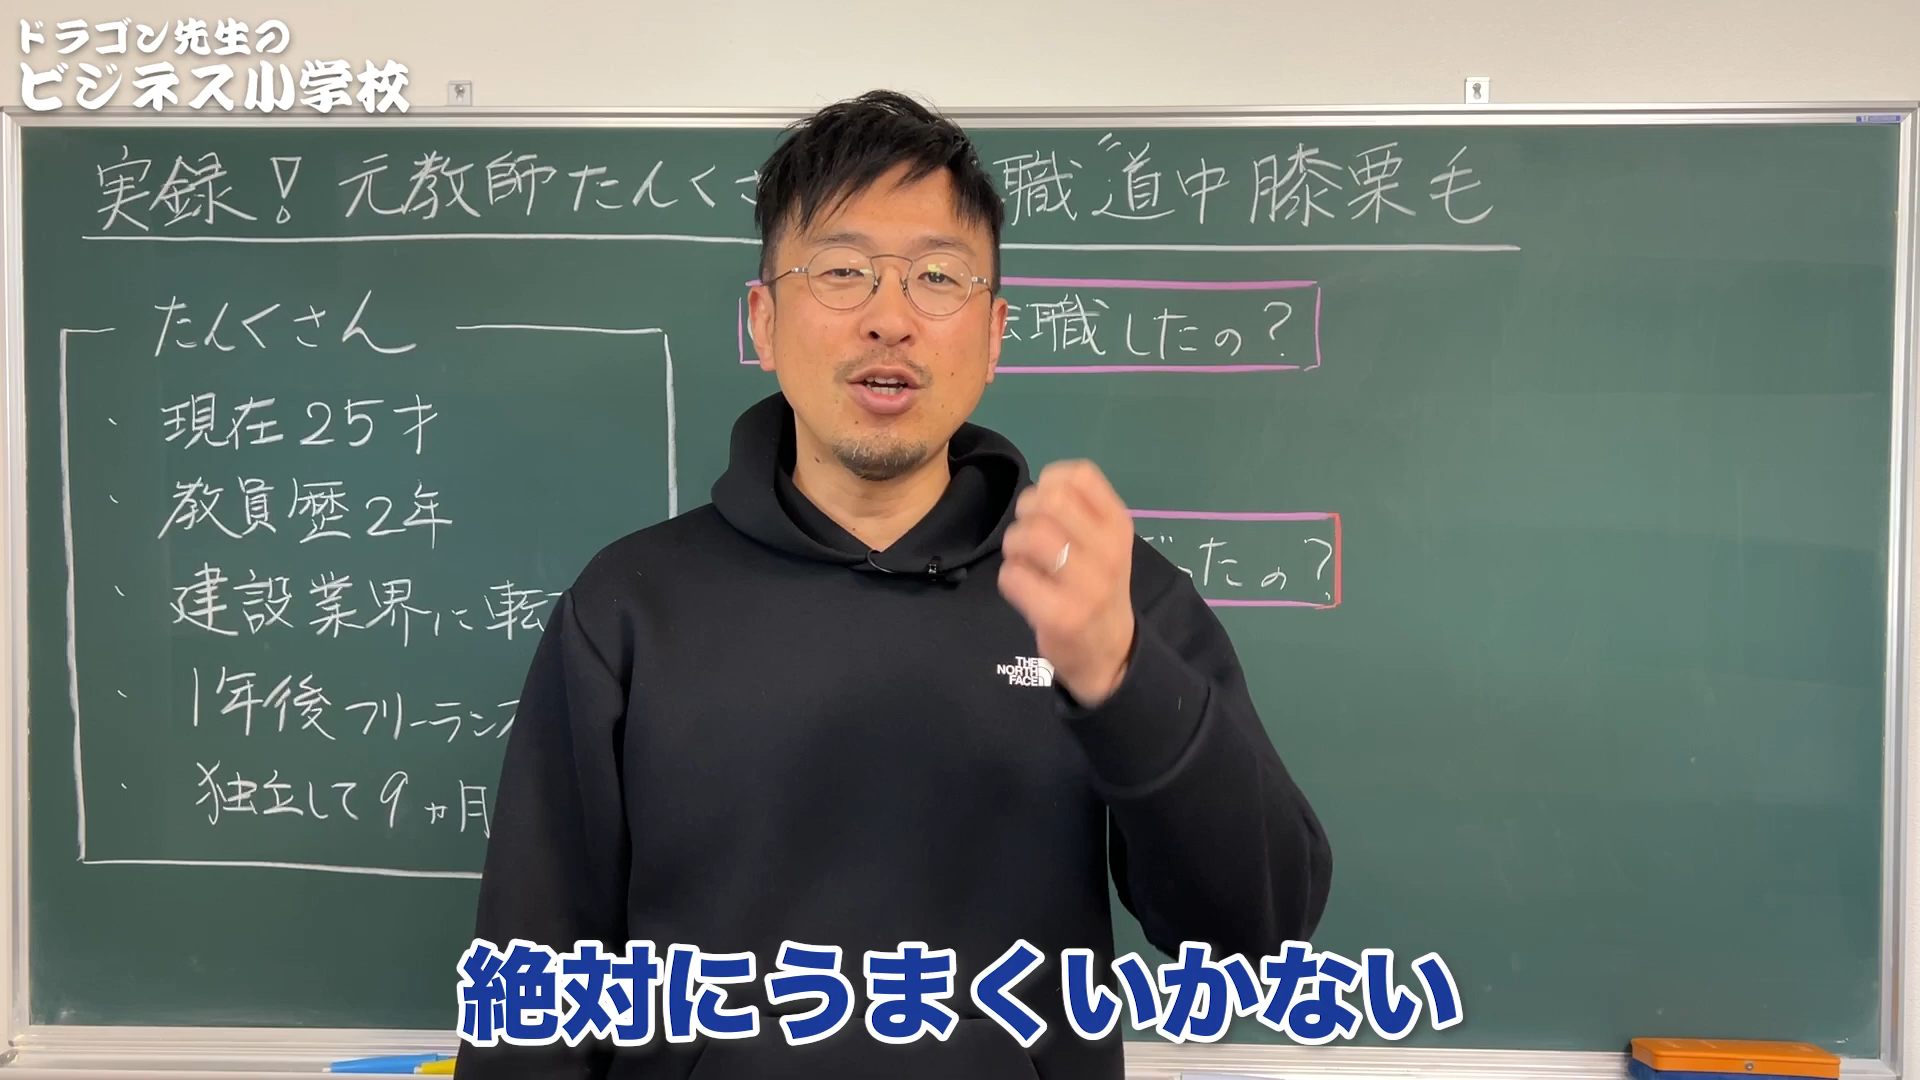 ドラゴン先生の
ビジネス小学校
実録! 元教師たんくさ 職〝道中膝栗毛
たんくさん
・現在25才
・教員歴2年
・建設業界に転
・1年後フリーランス
・独立して9ヵ月
転職したの?
ったの?
THE
NORTH
FACE
絶対にうまくいかない